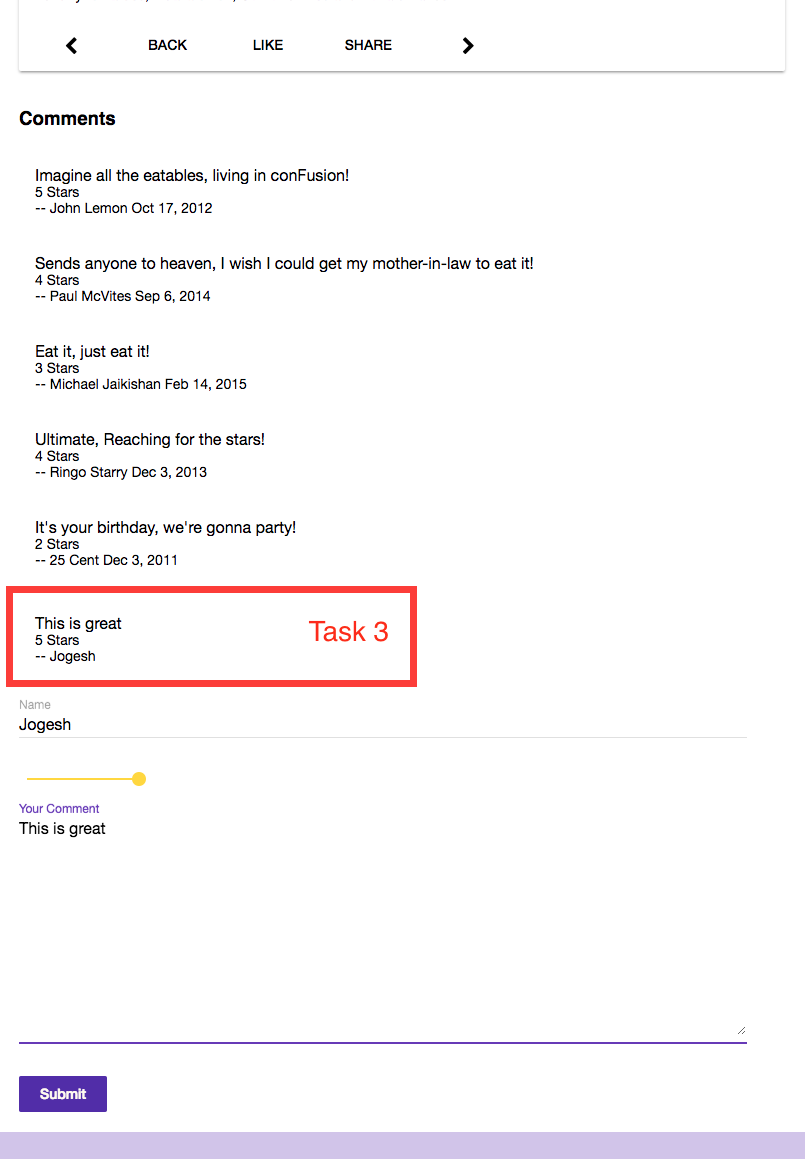 BACK LIKE SHARE
Comments
Imagine all the eatables, living in conFusion!
5 Stars
-- John Lemon Oct 17, 2012
Sends anyone to heaven, I wish I could get my mother-in-law to eat it!
4 Stars
-- Paul McVites Sep 6, 2014
Eat it, just eat it!
3 Stars
-- Michael Jaikishan Feb 14, 2015
Ultimate, Reaching for the stars!
4 Stars
-- Ringo Starry Dec 3, 2013
It's your birthday, we're gonna party!
2 Stars
-- 25 Cent Dec 3, 2011
This is great
Task 3
5 Stars
-- Jogesh
Name
Jogesh
Your Comment
This is great
Submit